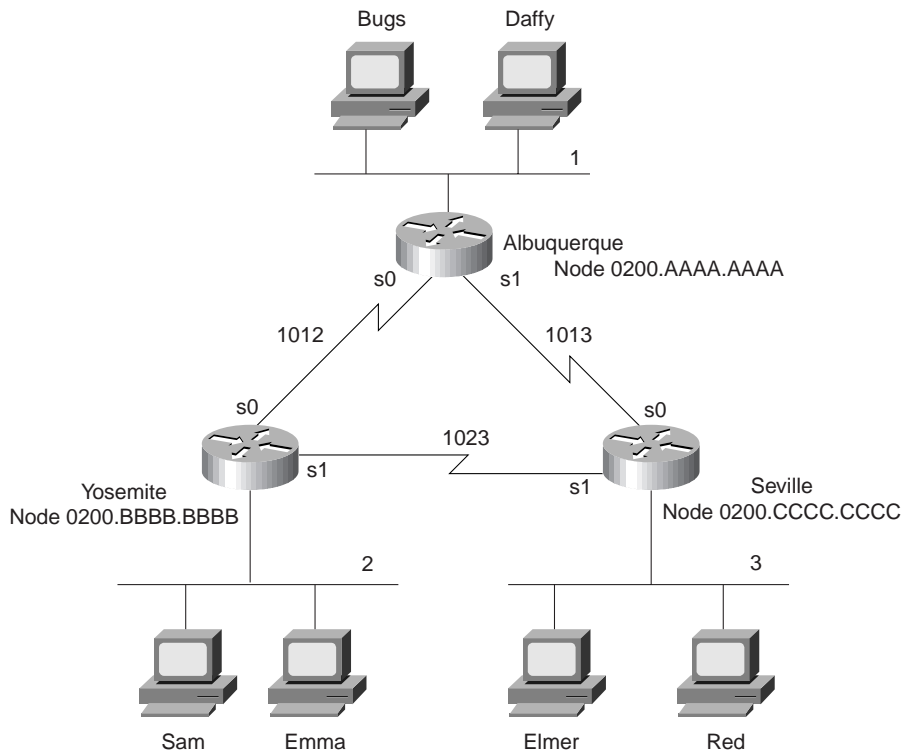 Bugs
Daffy
1
Albuquerque
Node 0200.AAAA.AAAA
s0
s1
1012
1013
s0
s0
1023
s1
s1
Yosemite
Node 0200.BBBB.BBBB
Seville
Node 0200.CCCC.CCCC
2
3
Sam
Emma
Elmer
Red